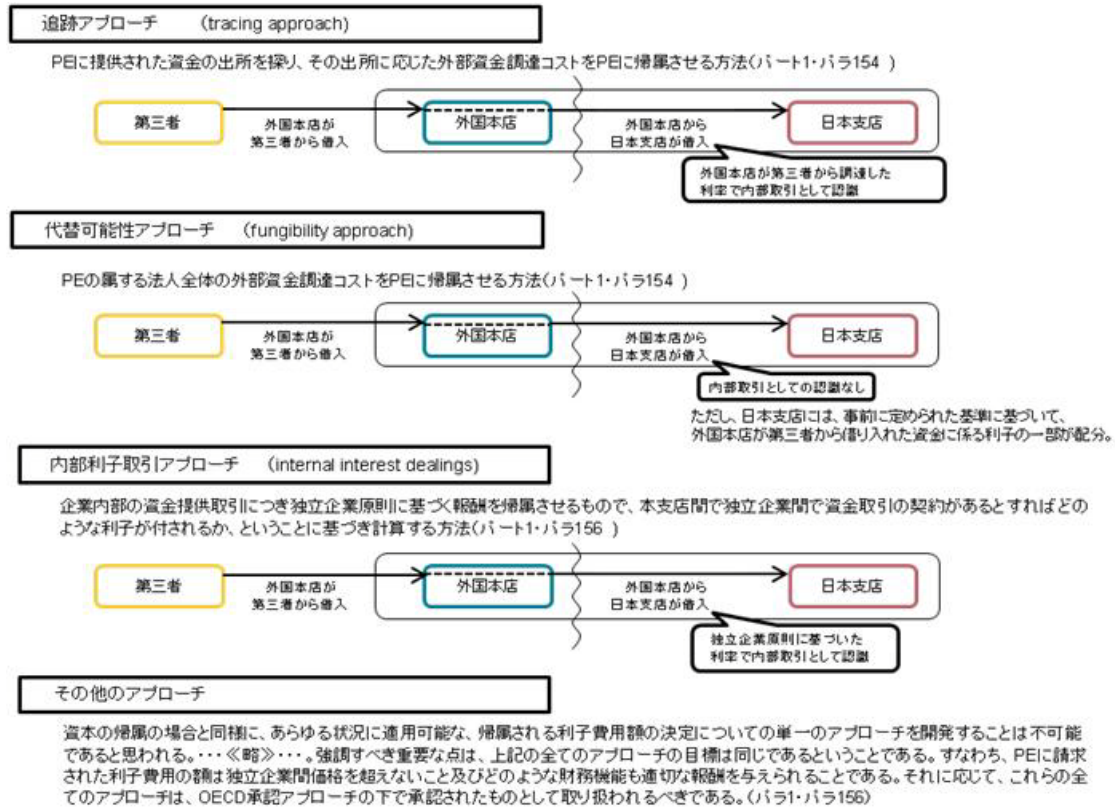 追跡アプローチ (tracing approach)
PEに提供された資金の出所を探り、その出所に応じた外部資金調達コストをPEに帰属させる方法(パート1・パラ154 )
第三者
外国本店が
第三者から借入
外国本店
外国本店から
日本支店が借入
日本支店
外国本店が第三者から調達した
利率で内部取引として認識
代替可能性アプローチ (fungibility approach)
PEの属する法人全体の外部資金調達コストをPEに帰属させる方法(パート1・パラ154 )
第三者
外国本店が
第三者から借入
外国本店
外国本店から
日本支店が借入
日本支店
内部取引としての認識なし
ただし、日本支店には、事前に定められた基準に基づいて、
外国本店が第三者から借り入れた資金に係る利子の一部が配分。
内部利子取引アプローチ (internal interest dealings)
企業内部の資金提供取引につき独立企業原則に基づく報酬を帰属させるもので、本支店間で独立企業間で資金取引の契約があるとすればどの
ような利子が付されるか、ということに基づき計算する方法(パート1・パラ156 )
第三者
外国本店が
第三者から借入
外国本店
外国本店から
日本支店が借入
日本支店
独立企業原則に基づいた
利率で内部取引として認識
その他のアプローチ
資本の帰属の場合と同様に、あらゆる状況に適用可能な、帰属される利子費用額の決定についての単一のアプローチを開発することは不可能
であると思われる。・・・≪略≫・・・。強調すべき重要な点は、上記の全てのアプローチの目標は同じであるということである。すなわち、PEに請求
された利子費用の額は独立企業間価格を超えないこと及びどのような財務機能も適切な報酬を与えられることである。それに応じて、これらの全
てのアプローチは、OECD承認アプローチの下で承認されたものとして取り扱われるべきである。(パラ1・パラ156)